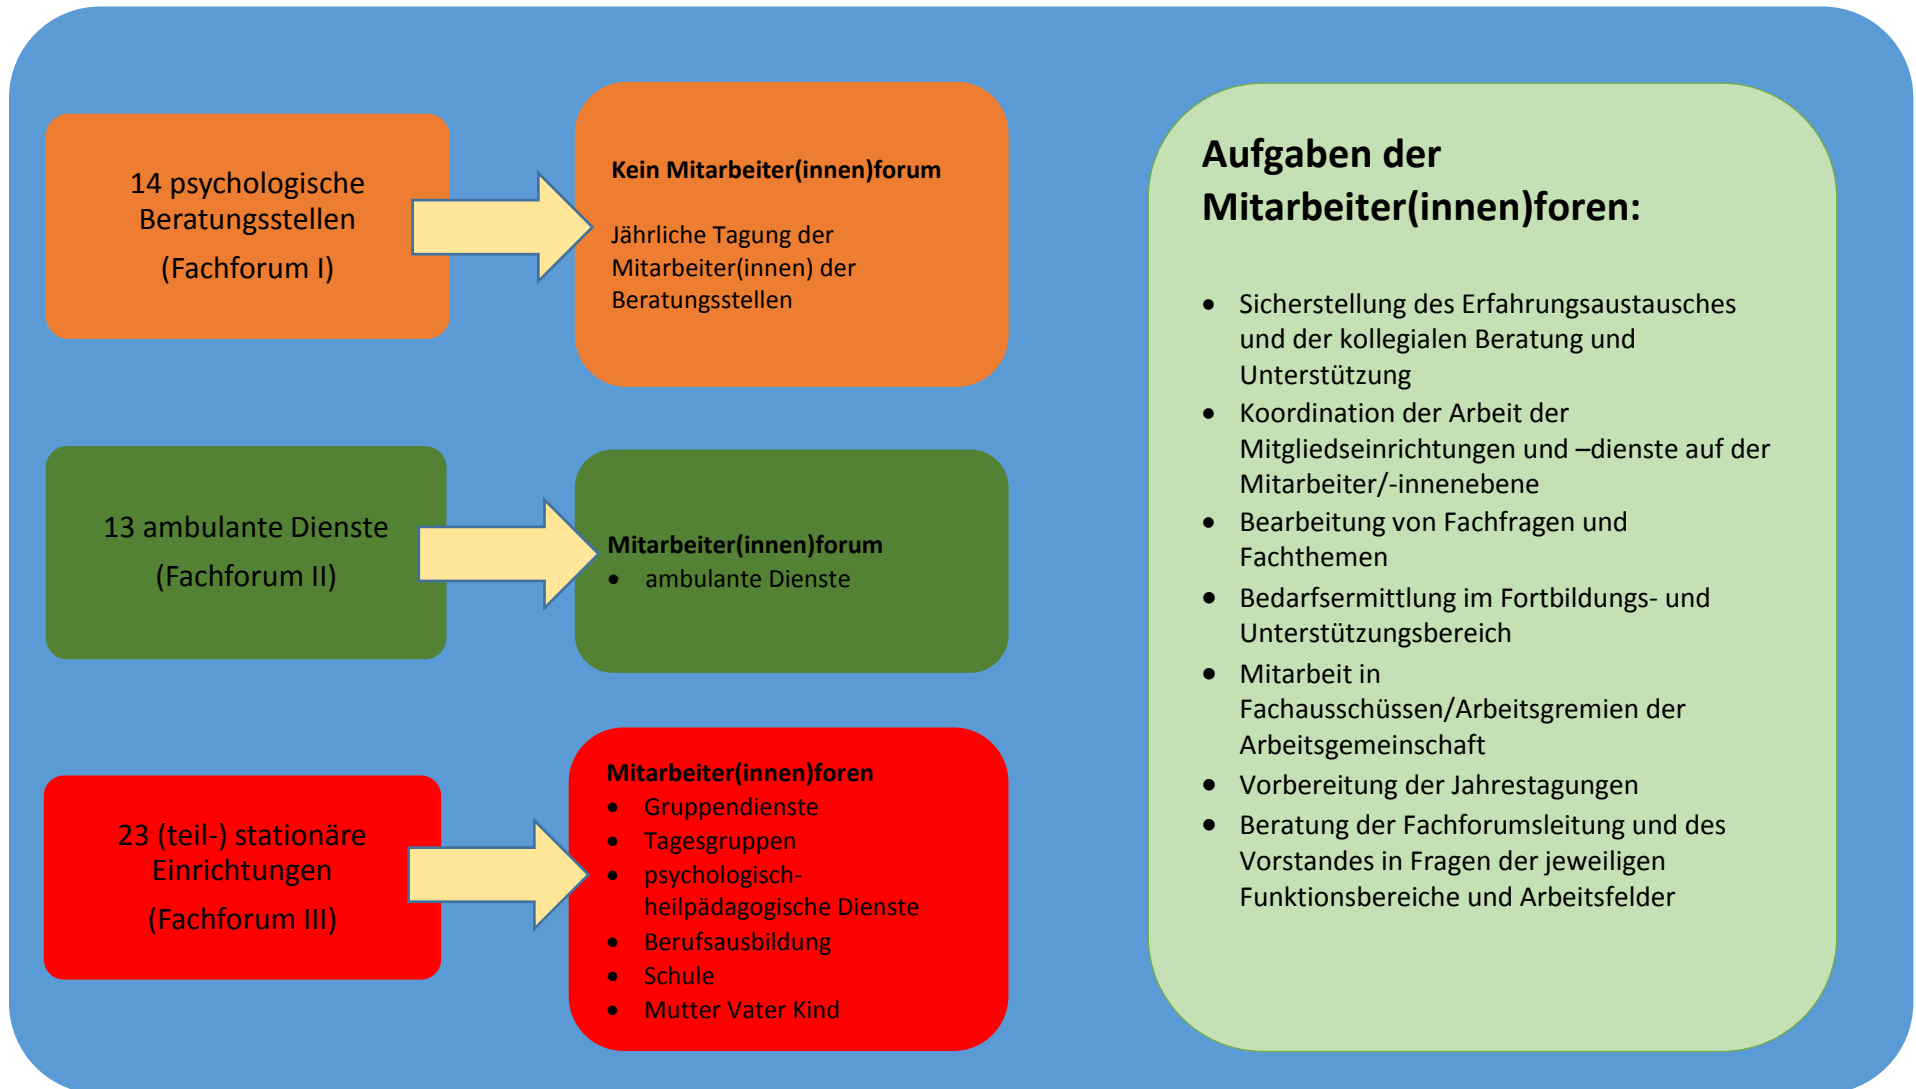 14 psychologische
Beratungsstellen
(Fachforum I)
Kein Mitarbeiter(innen)forum
Jährliche Tagung der
Mitarbeiter(innen) der
Beratungsstellen
13 ambulante Dienste
(Fachforum II)
Mitarbeiter(innen)forum
• ambulante Dienste
23 (teil-) stationäre
Einrichtungen
(Fachforum III)
Mitarbeiter(innen)foren
• Gruppendienste
• Tagesgruppen
• psychologisch-
heilpädagogische Dienste
• Berufsausbildung
• Schule
• Mutter Vater Kind
Aufgaben der
Mitarbeiter(innen)foren:
• Sicherstellung des Erfahrungsaustausches
und der kollegialen Beratung und
Unterstützung
• Koordination der Arbeit der
Mitgliedseinrichtungen und –dienste auf der
Mitarbeiter/-innenebene
• Bearbeitung von Fachfragen und
Fachthemen
• Bedarfsermittlung im Fortbildungs- und
Unterstützungsbereich
• Mitarbeit in
Fachausschüssen/Arbeitsgremien der
Arbeitsgemeinschaft
• Vorbereitung der Jahrestagungen
• Beratung der Fachforumsleitung und des
Vorstandes in Fragen der jeweiligen
Funktionsbereiche und Arbeitsfelder